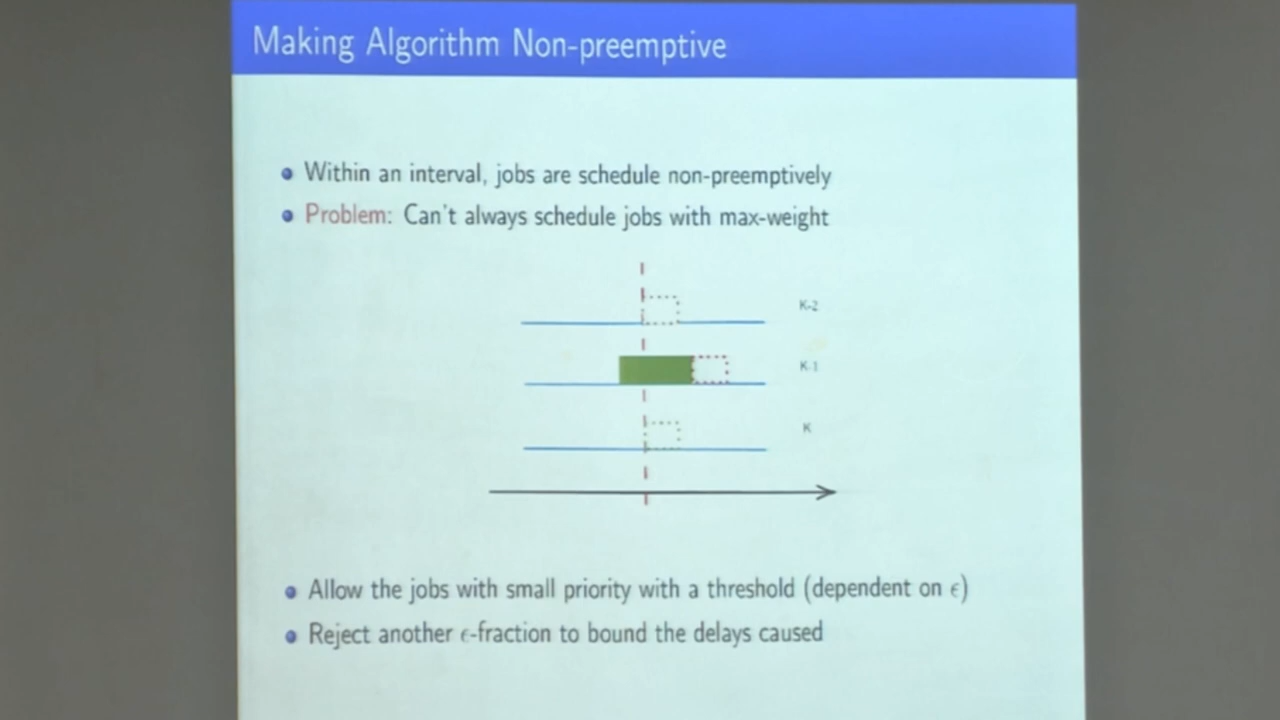 Making Algorithm Non-preemptive
Within an interval, jobs are schedule non-preemptively
Problem: Can't always schedule jobs with max-weight
K-2
K-1
K
Allow the jobs with small priority with a threshold (dependent on ϵ)
Reject another ϵ-fraction to bound the delays caused